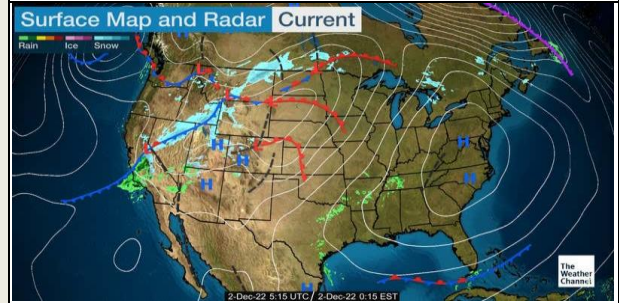 Surface Map and Radar Current
Rain Ice Snow
H
L
L
L
H
H
H
H
H
H
The
Weather
Channel
2-Dec-22 5:15 UTC / 2-Dec-22 0:15 EST